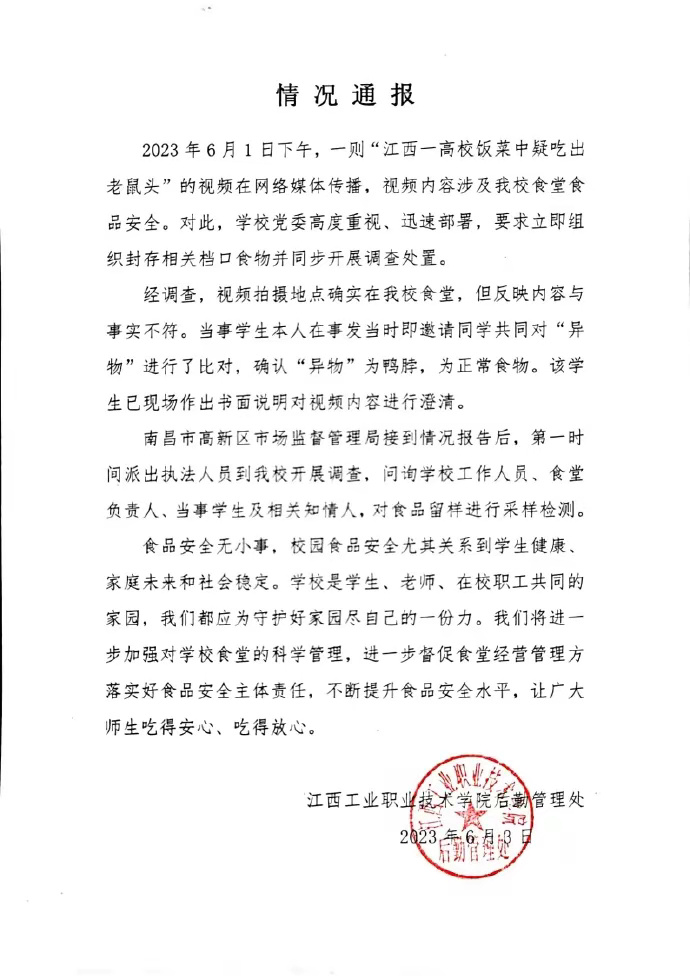 情况通报
2023年6月1日下午，一则“江西一高校饭菜中疑吃出
老鼠头”的视频在网络媒体传播，视频内容涉及我校食堂食
品安全。对此，学校党委高度重视、迅速部署，要求立即组
织封存相关档口食物并同步开展调查处置。
经调查，视频拍摄地点确实在我校食堂，但反映内容与
事实不符。当事学生本人在事发当时即邀请同学共同对“异
物”进行了比对，确认“异物”为鸭脖，为正常食物。该学
生已现场作出书面说明对视频内容进行澄清。
南昌市高新区市场监督管理局接到情况报告后，第一时
间派出执法人员到我校开展调查，问询学校工作人员、食堂
负责人、当事学生及相关知情人，对食品留样进行采样检测。
食品安全无小事，校园食品安全尤其关系到学生健康、
家庭未来和社会稳定。学校是学生、老师、在校职工共同的
家园，我们都应为守护好家园尽自己的一份力。我们将进一
步加强对学校食堂的科学管理，进一步督促食堂经营管理方
落实好食品安全主体责任，不断提升食品安全水平，让广大
师生吃得安心、吃得放心。
江西工业职业技术学院后勤管理处
2023年6月3日
江西工业职业技术学院
后勤管理处